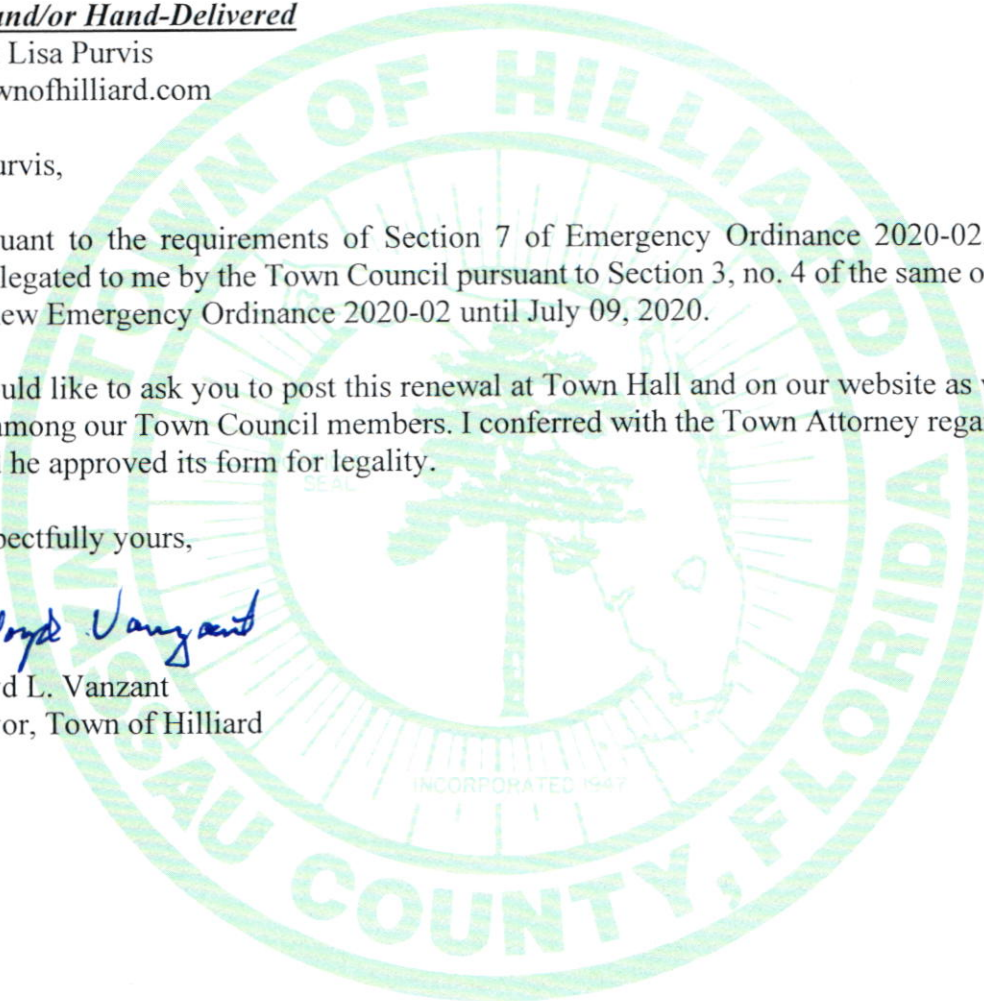 and/or Hand-Delivered
Lisa Purvis
wnofhilliard.com
urvis,
uant to the requirements of Section 7 of Emergency Ordinance 2020-02
legated to me by the Town Council pursuant to Section 3, no. 4 of the same o
ew Emergency Ordinance 2020-02 until July 09, 2020.
uld like to ask you to post this renewal at Town Hall and on our website as
among our Town Council members. I conferred with the Town Attorney rega
he approved its form for legality.
pectfully yours,
Vanzant
d L. Vanzant
or, Town of Hilliard
TOWN OF HILLIARD
SEAL
INCORPORATED 1947
NASSAU COUNTY, FLORIDA